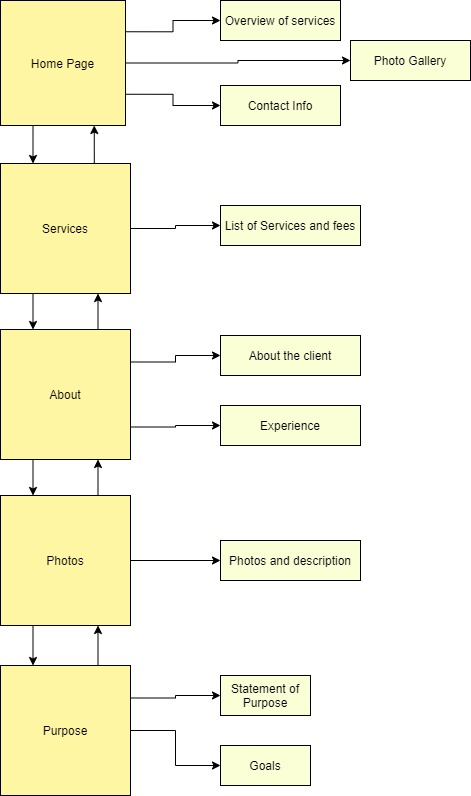 Home Page
Overview of services
Photo Gallery
Contact Info
Services
List of Services and fees
About
About the client
Experience
Photos
Photos and description
Purpose
Statement of
Purpose
Goals